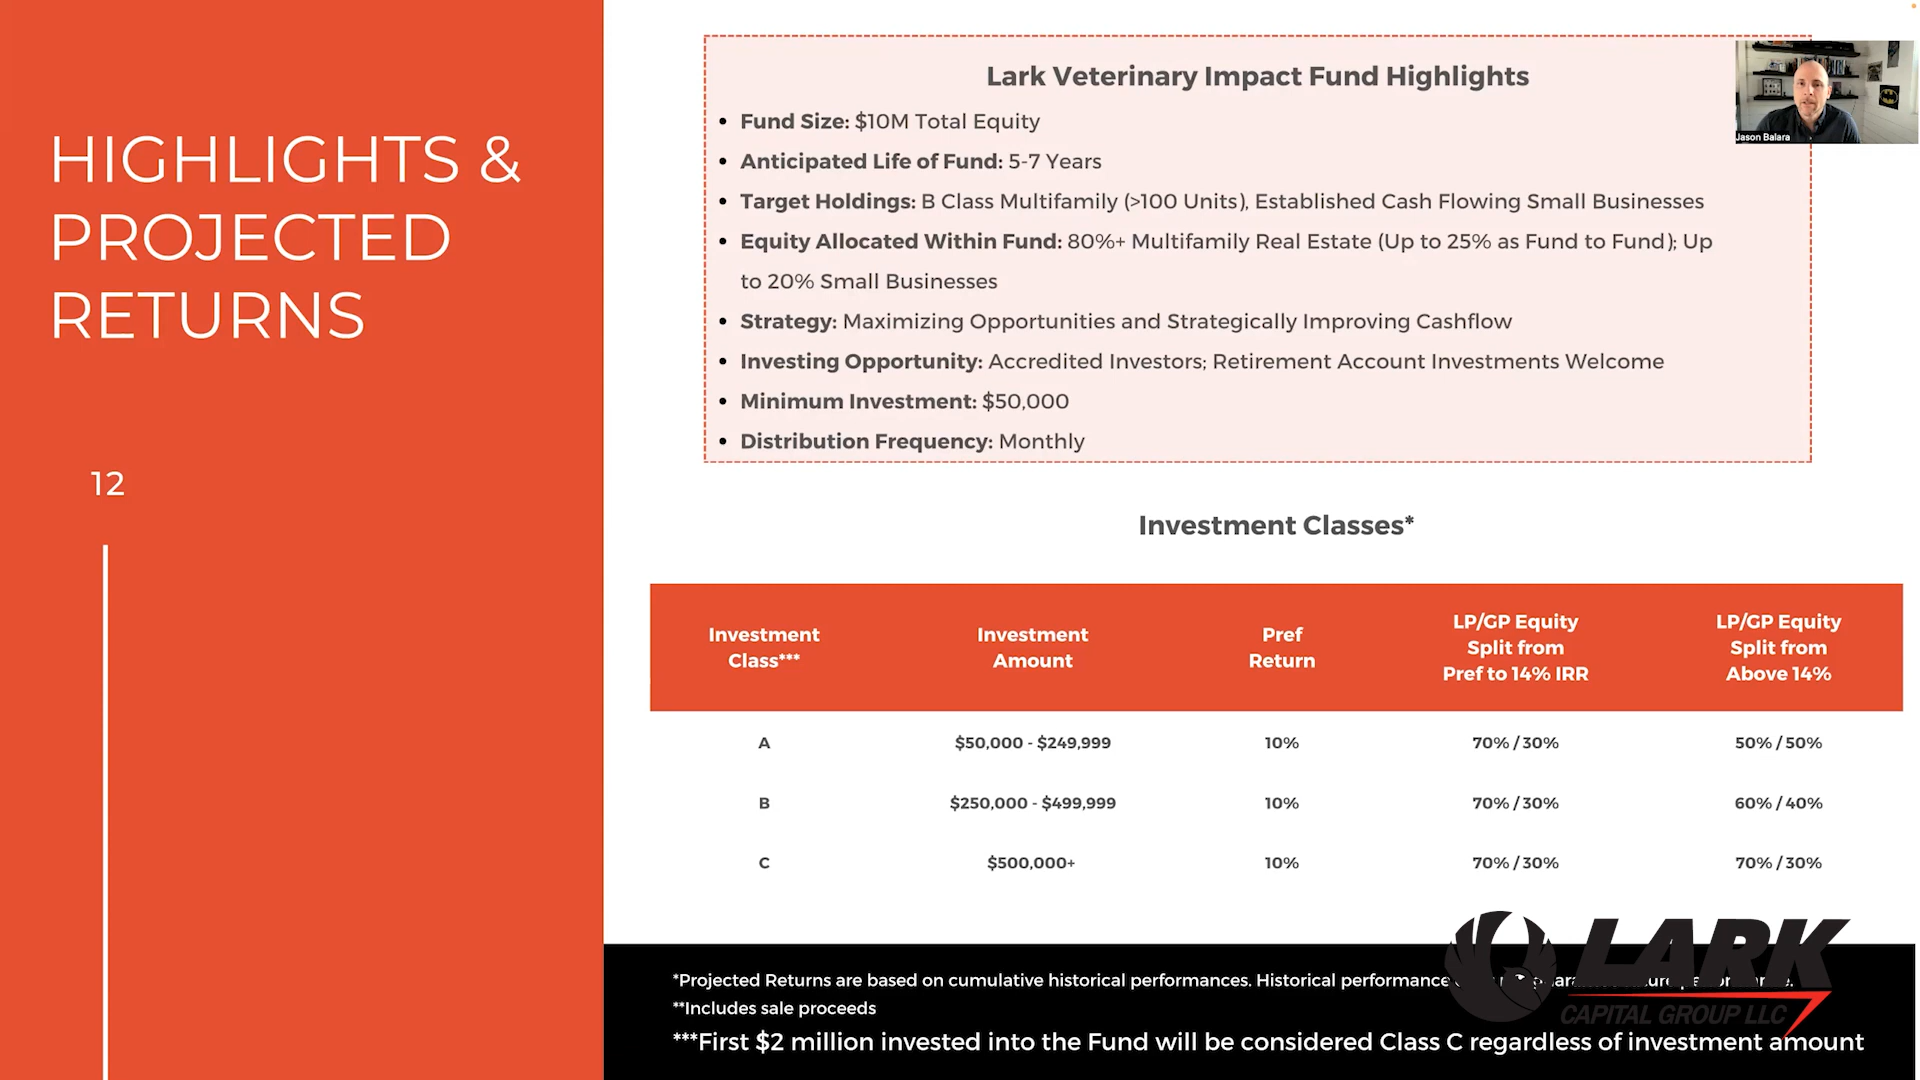 HIGHLIGHTS &
PROJECTED
RETURNS
12
Lark Veterinary Impact Fund Highlights
Fund Size: $10M Total Equity
Anticipated Life of Fund: 5-7 Years
Target Holdings: B Class Multifamily (>100 Units), Established Cash Flowing Small Businesses
Equity Allocated Within Fund: 80%+ Multifamily Real Estate (Up to 25% as Fund to Fund); Up
to 20% Small Businesses
Strategy: Maximizing Opportunities and Strategically Improving Cashflow
Investing Opportunity: Accredited Investors; Retirement Account Investments Welcome
Minimum Investment: $50,000
Distribution Frequency: Monthly
Jason Balara
Investment Classes*
Investment Class*** Investment Amount Pref Return LP/GP Equity Split from Pref to 14% IRR LP/GP Equity Split from Above 14%
A $50,000 - $249,999 10% 70% / 30% 50% / 50%
B $250,000 - $499,999 10% 70% / 30% 60% / 40%
C $500,000+ 10% 70% / 30% 70% / 30%
*Projected Returns are based on cumulative historical performances. Historical performance
**Includes sale proceeds
***First $2 million invested into the Fund will be considered Class C regardless of investment amount
LARK
CAPITAL GROUP LLC